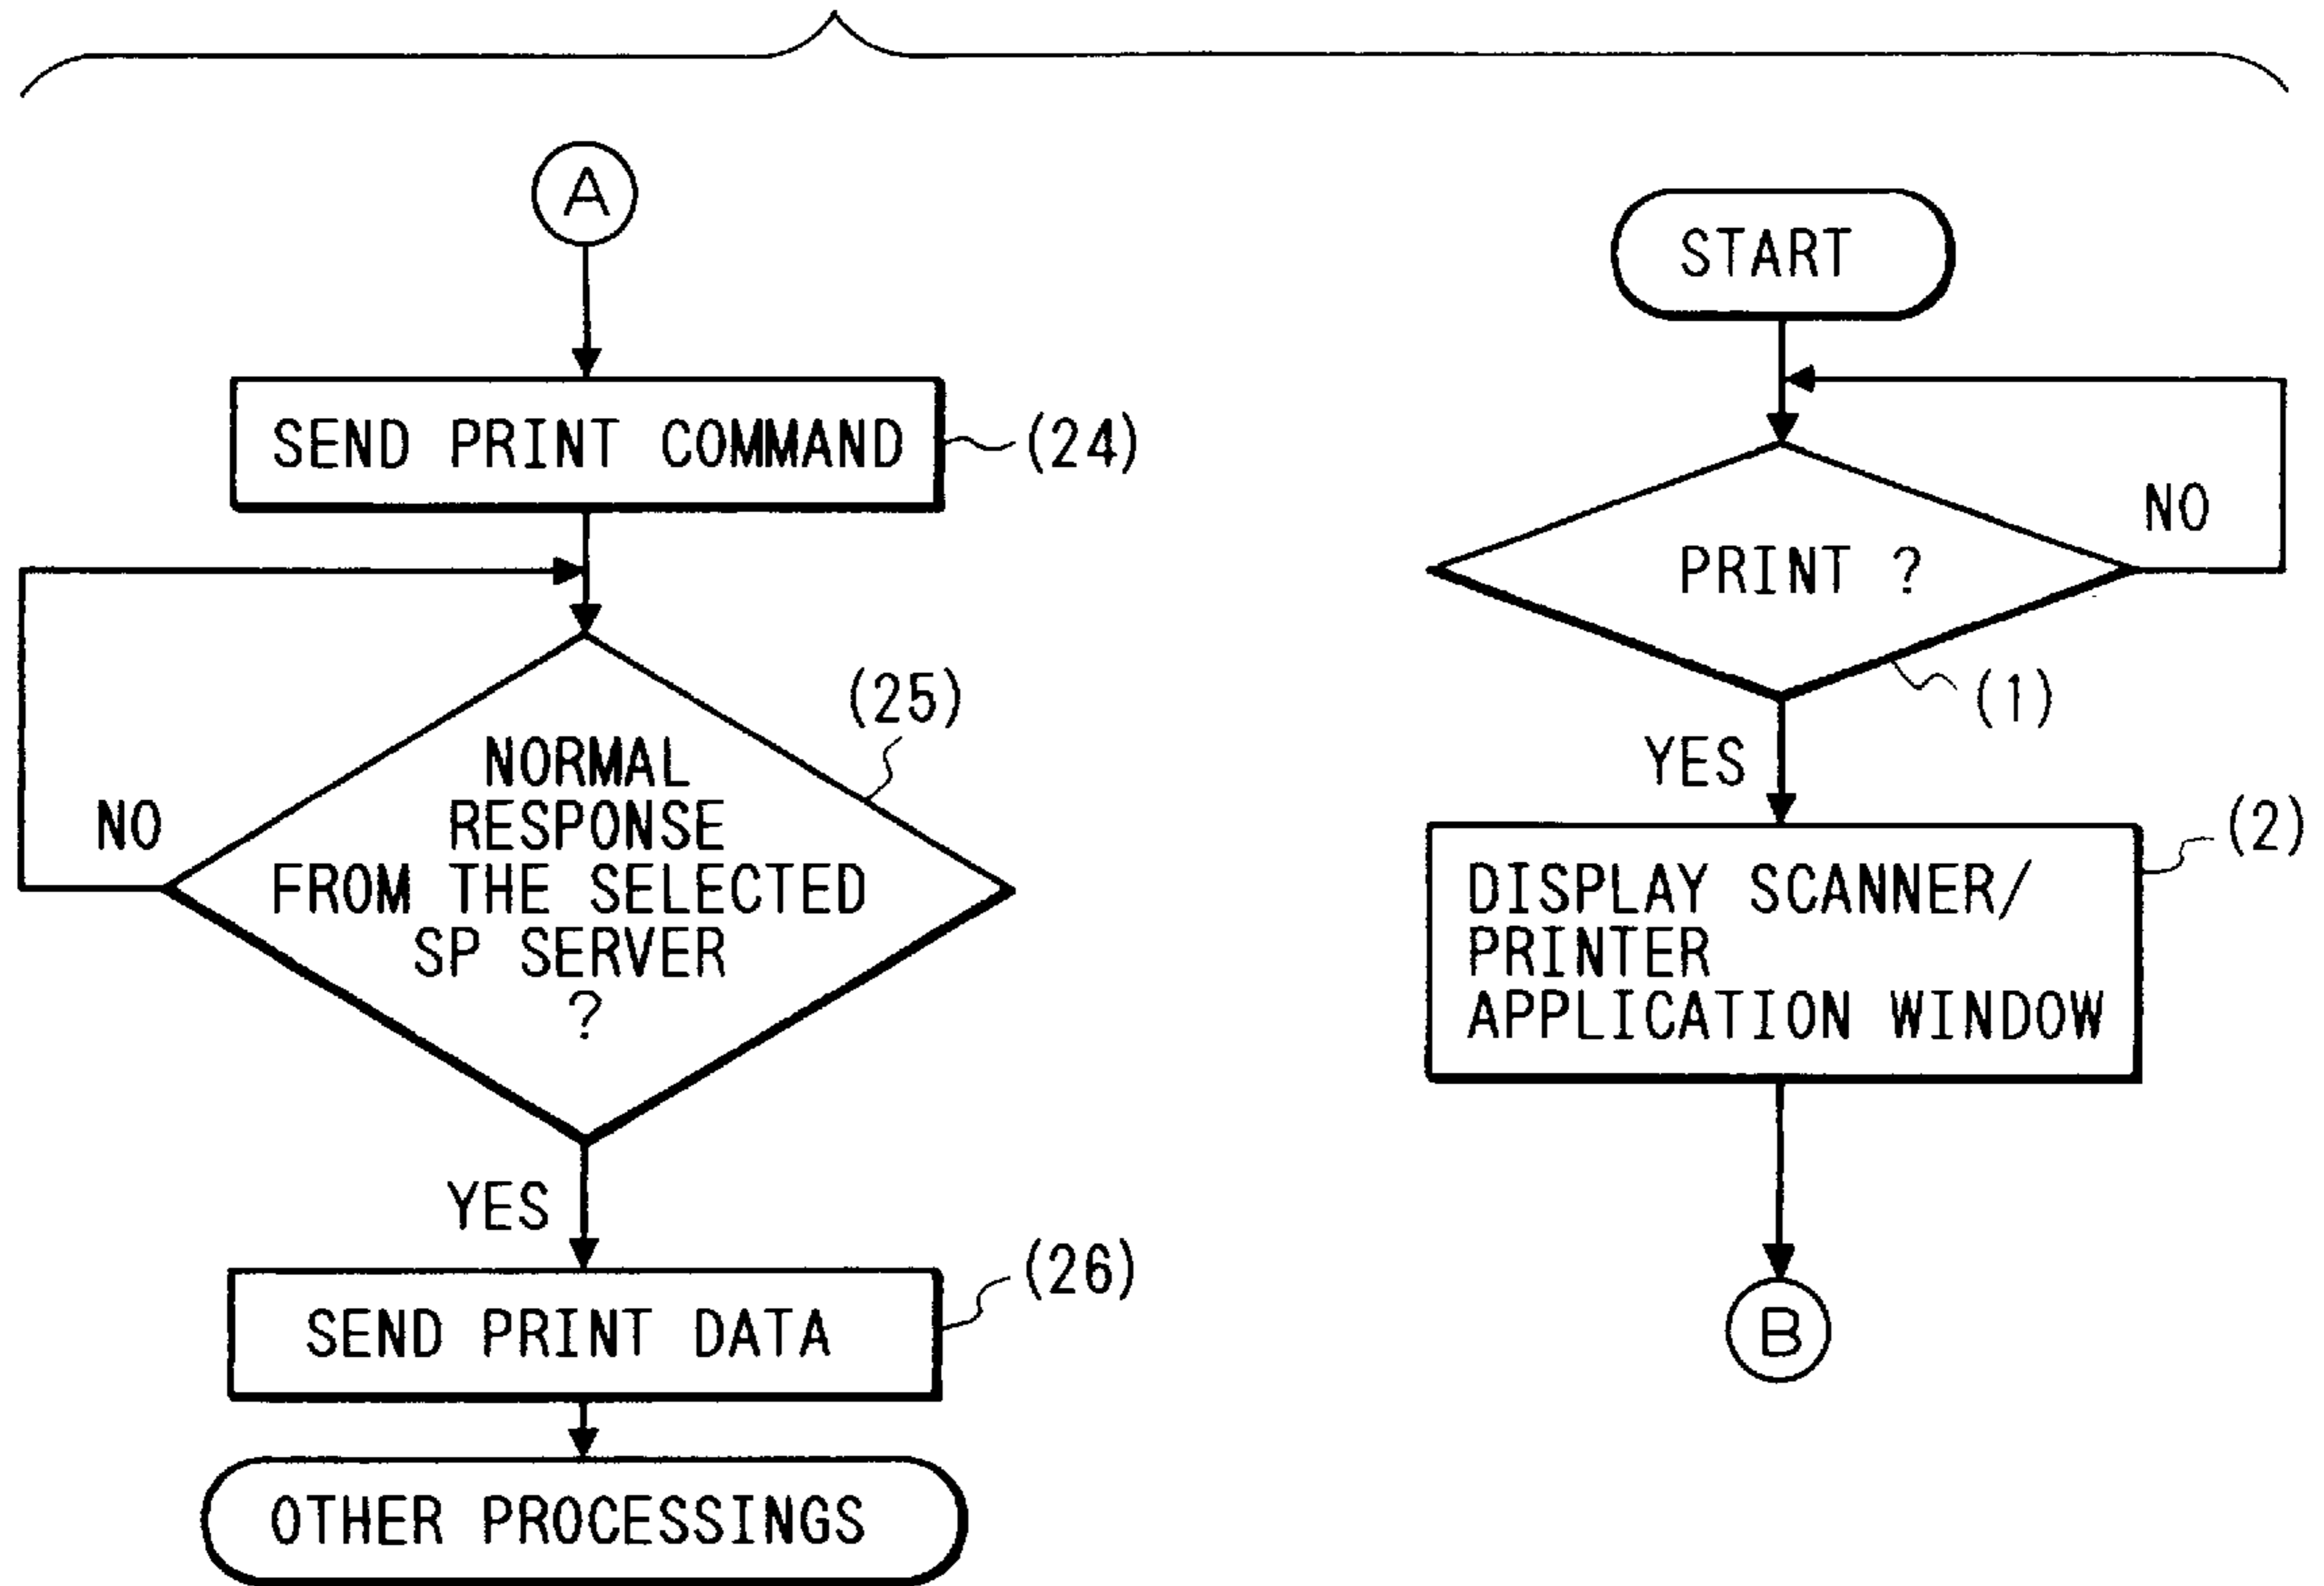 A
SEND PRINT COMMAND
(24)
NO
(25)
NORMAL
RESPONSE
FROM THE SELECTED
SP SERVER
?
YES
SEND PRINT DATA
(26)
OTHER PROCESSINGS
START
PRINT ?
NO
(1)
YES
(2)
DISPLAY SCANNER/
PRINTER
APPLICATION WINDOW
B